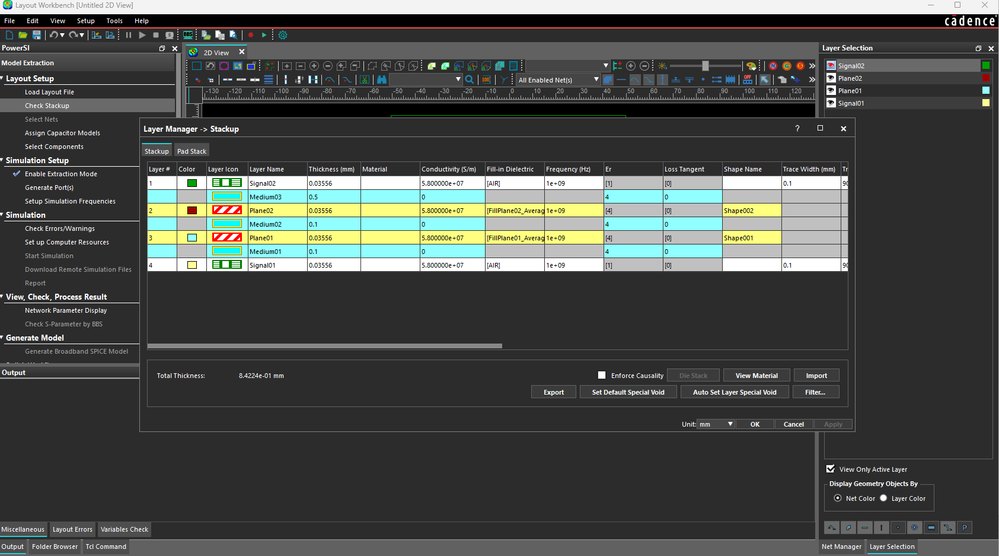 Layout Workbench [Untitled 2D View]
File Edit View Setup Tools Help
cādence
PowerSI
Model Extraction
Layout Setup
Load Layout File
Check Stackup
Select Nets
Assign Capacitor Models
Select Components
Simulation Setup
Enable Extraction Mode
Generate Port(s)
Setup Simulation Frequencies
Simulation
Check Errors/Warnings
Set up Computer Resources
Start Simulation
Download Remote Simulation Files
Report
View, Check, Process Result
Network Parameter Display
Check S-Parameter by BBS
Generate Model
Generate Broadband SPICE Model
Output
2D View
All Enabled Net(s)
-130 -120 -110 -100 -90 -80 -70 -60 -50 -40 -30 -20 -10 0 10 20 30 40 50 60 70 80 90 100 110 120
Layer Manager -> Stackup
Stackup Pad Stack
Layer # Color Layer Icon Layer Name Thickness (mm) Material Conductivity (S/m) Fill-in Dielectric Frequency (Hz) Er Loss Tangent Shape Name Trace Width (mm) Tr
1 Signal02 0.03556 5.800000e+07 [AIR] 1e+09 [1] [0] 0.1 90
Medium03 0.5 0 4 0
2 Plane02 0.03556 5.800000e+07 [FillPlane02_Averag 1e+09 [4] [0] Shape002
Medium02 0.1 0 4 0
3 Plane01 0.03556 5.800000e+07 [FillPlane01_Averag 1e+09 [4] [0] Shape001
Medium01 0.1 0 4 0
4 Signal01 0.03556 5.800000e+07 [AIR] 1e+09 [1] [0] 0.1 90
Total Thickness: 8.4224e-01 mm
Enforce Causality Die Stack View Material Import
Export Set Default Special Void Auto Set Layer Special Void Filter...
Unit: mm OK Cancel Apply
Layer Selection
Signal02
Plane02
Plane01
Signal01
View Only Active Layer
Display Geometry Objects By
Net Color Layer Color
Net Manager Layer Selection
Miscellaneous Layout Errors Variables Check
Output Folder Browser Tcl Command